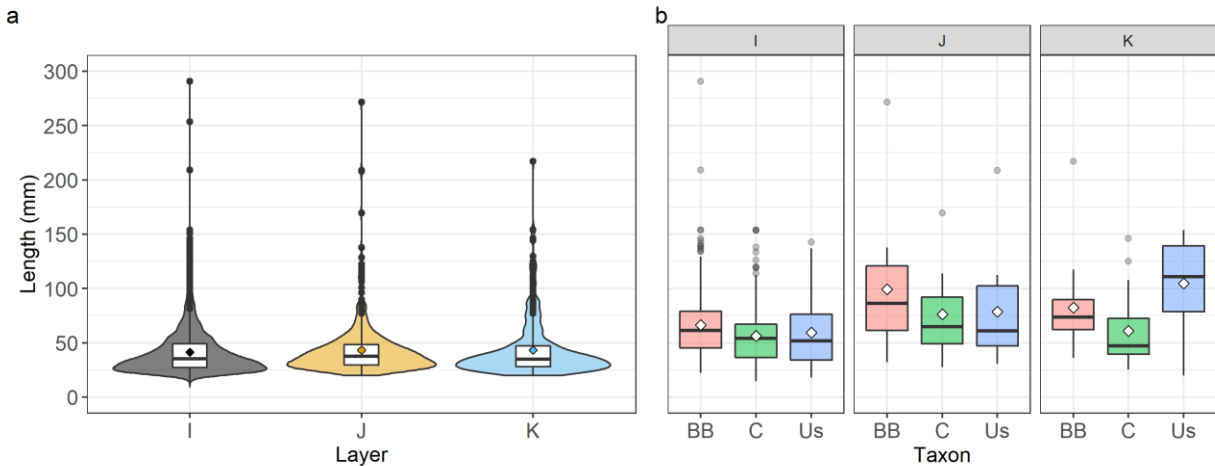 a
Length (mm)
300
250
200
150
100
50
0
I J K
Layer
b
I J K
BB C Us BB C Us BB C Us
Taxon